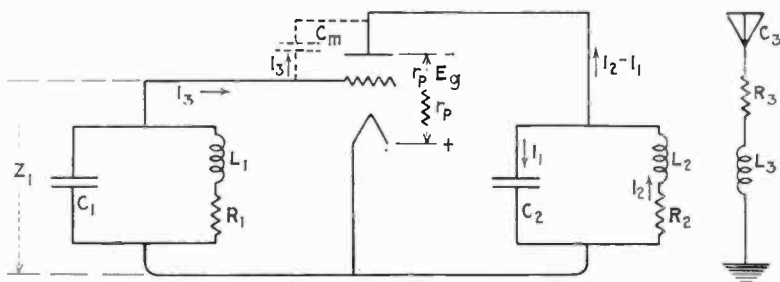 Cm
C3
I3
rp Eg
I2-I1
I3
rp
R3
Z1
L1
I1
L2
L3
C1
R1
C2
I2
R2
-
+